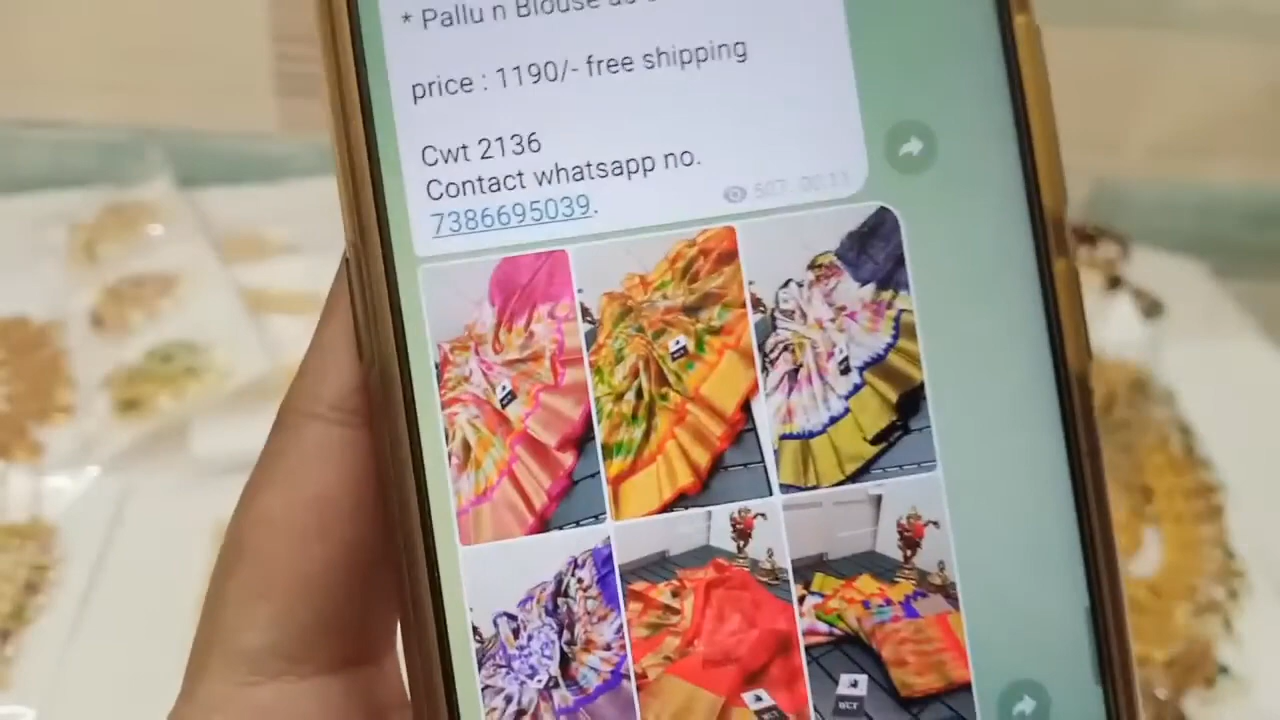 * Pallu n Blouse
price : 1190/- free shipping
Cwt 2136
Contact whatsapp no.
7386695039.